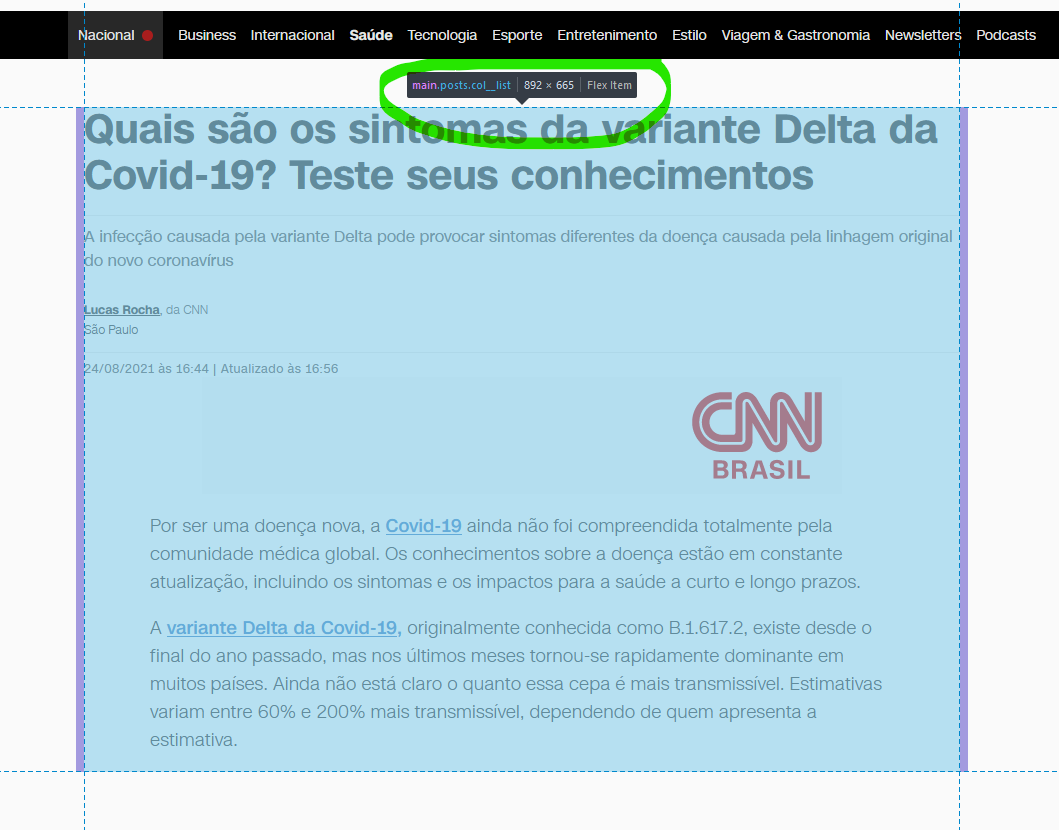 Nacional Business Internacional Saúde Tecnologia Esporte Entretenimento Estilo Viagem & Gastronomia Newsletters Podcasts
main.posts.col__list 892 × 665 Flex Item
Quais são os sintomas da variante Delta da
Covid-19? Teste seus conhecimentos
A infecção causada pela variante Delta pode provocar sintomas diferentes da doença causada pela linhagem original
do novo coronavírus
Lucas Rocha, da CNN
São Paulo
24/08/2021 às 16:44 | Atualizado às 16:56
CNN
BRASIL
Por ser uma doença nova, a Covid-19 ainda não foi compreendida totalmente pela
comunidade médica global. Os conhecimentos sobre a doença estão em constante
atualização, incluindo os sintomas e os impactos para a saúde a curto e longo prazos.
A variante Delta da Covid-19, originalmente conhecida como B.1.617.2, existe desde o
final do ano passado, mas nos últimos meses tornou-se rapidamente dominante em
muitos países. Ainda não está claro o quanto essa cepa é mais transmissível. Estimativas
variam entre 60% e 200% mais transmissível, dependendo de quem apresenta a
estimativa.